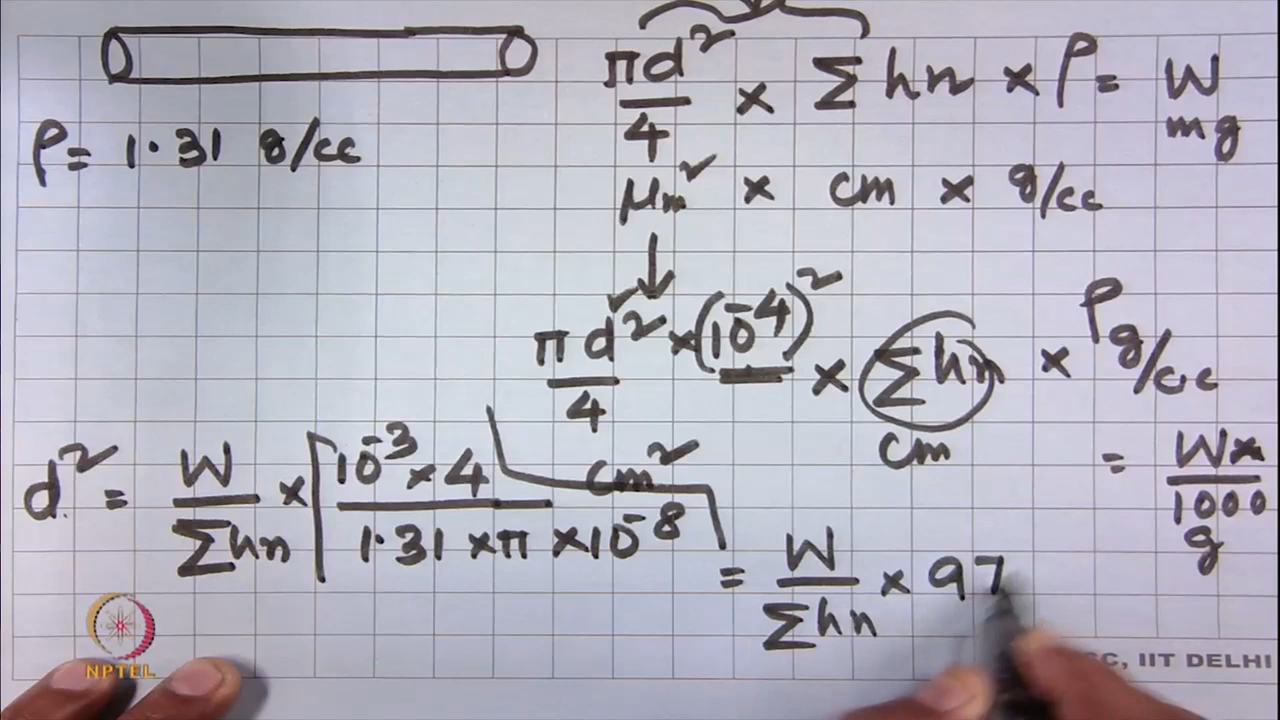 πd²/4 × Σhn × ρ = W mg
ρ = 1.31 g/cc
μm² × cm × g/cc
↓
πd²/4 × (10⁻⁴)² × Σhn × ρ g/cc
cm² cm
= W/1000 g
d² = W/Σhn × 10⁻³ × 4 / 1.31 × π × 10⁻⁸
= W/Σhn × 97
NPTEL
C, IIT DELHI